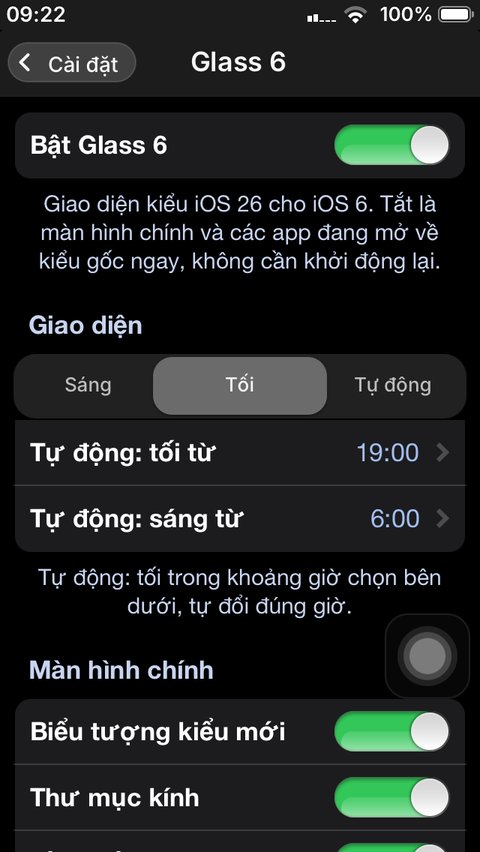 09:22
100%
Cài đặt
Glass 6
Bật Glass 6
Giao diện kiểu iOS 26 cho iOS 6. Tắt là
màn hình chính và các app đang mở về
kiểu gốc ngay, không cần khởi động lại.
Giao diện
Sáng
Tối
Tự động
Tự động: tối từ
19:00
Tự động: sáng từ
6:00
Tự động: tối trong khoảng giờ chọn bên
dưới, tự đổi đúng giờ.
Màn hình chính
Biểu tượng kiểu mới
Thư mục kính